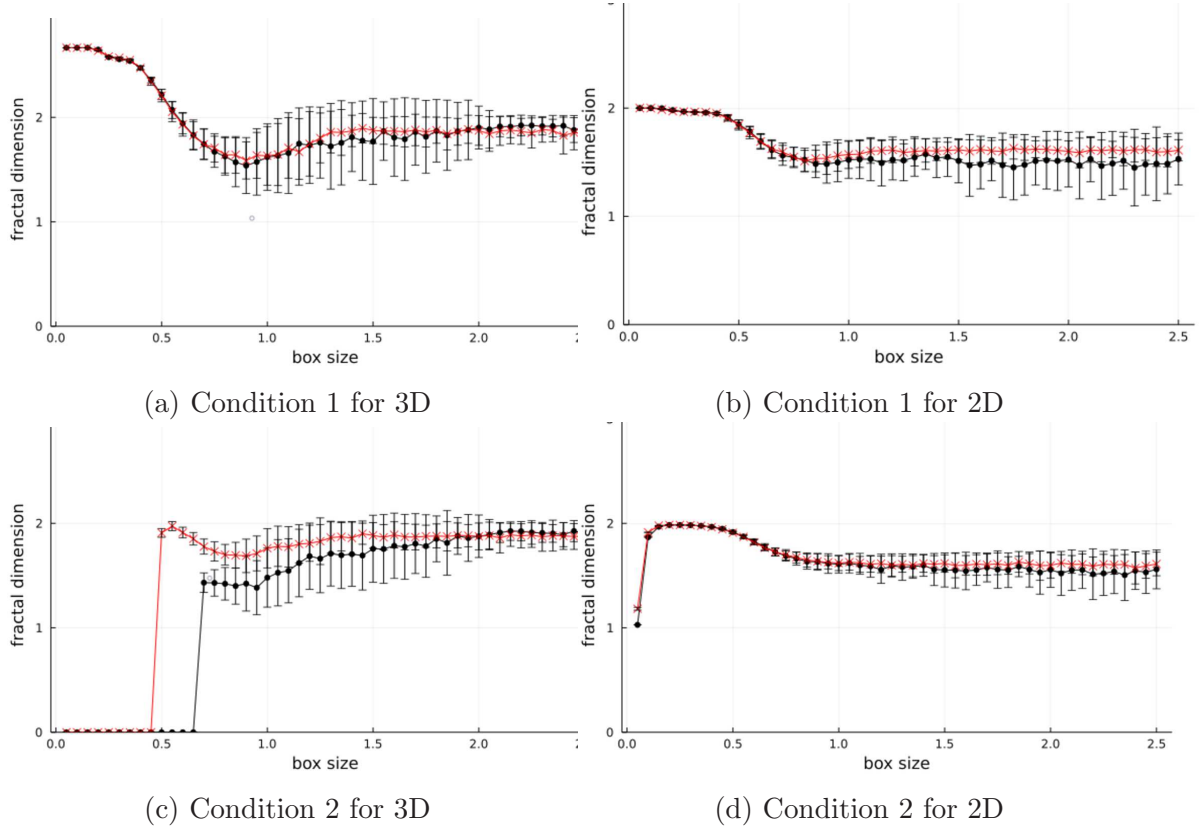 fractal dimension
2
1
0
0.0 0.5 1.0 1.5 2.0
box size
(a) Condition 1 for 3D
fractal dimension
2
1
0
0.0 0.5 1.0 1.5 2.0 2.5
box size
(b) Condition 1 for 2D
fractal dimension
2
1
0
0.0 0.5 1.0 1.5 2.0
box size
(c) Condition 2 for 3D
fractal dimension
2
1
0
0.0 0.5 1.0 1.5 2.0 2.5
box size
(d) Condition 2 for 2D